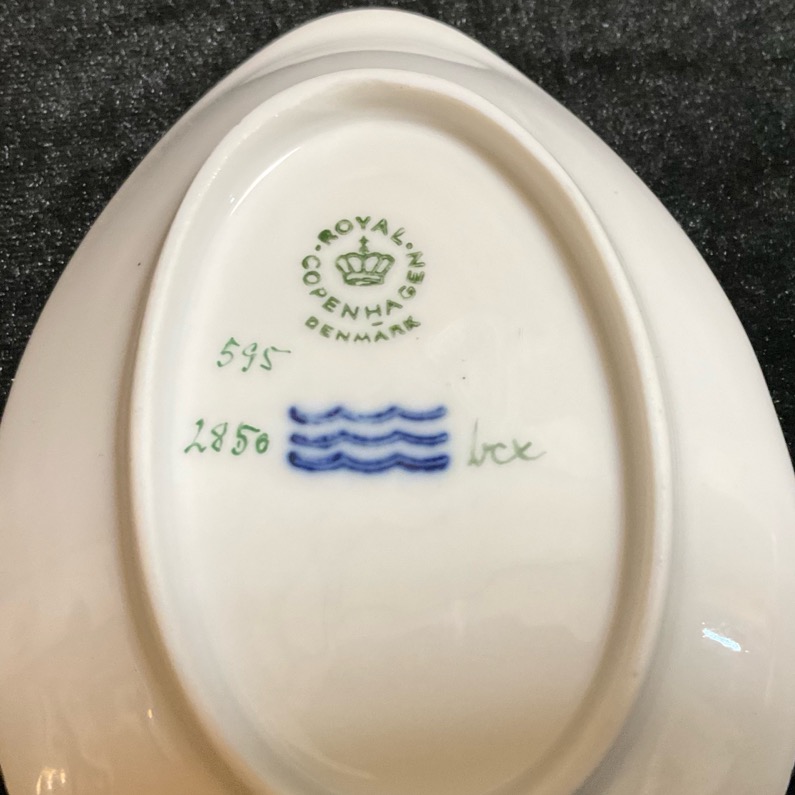 ROYAL
COPENHAGEN
DENMARK
595
2850
bcx